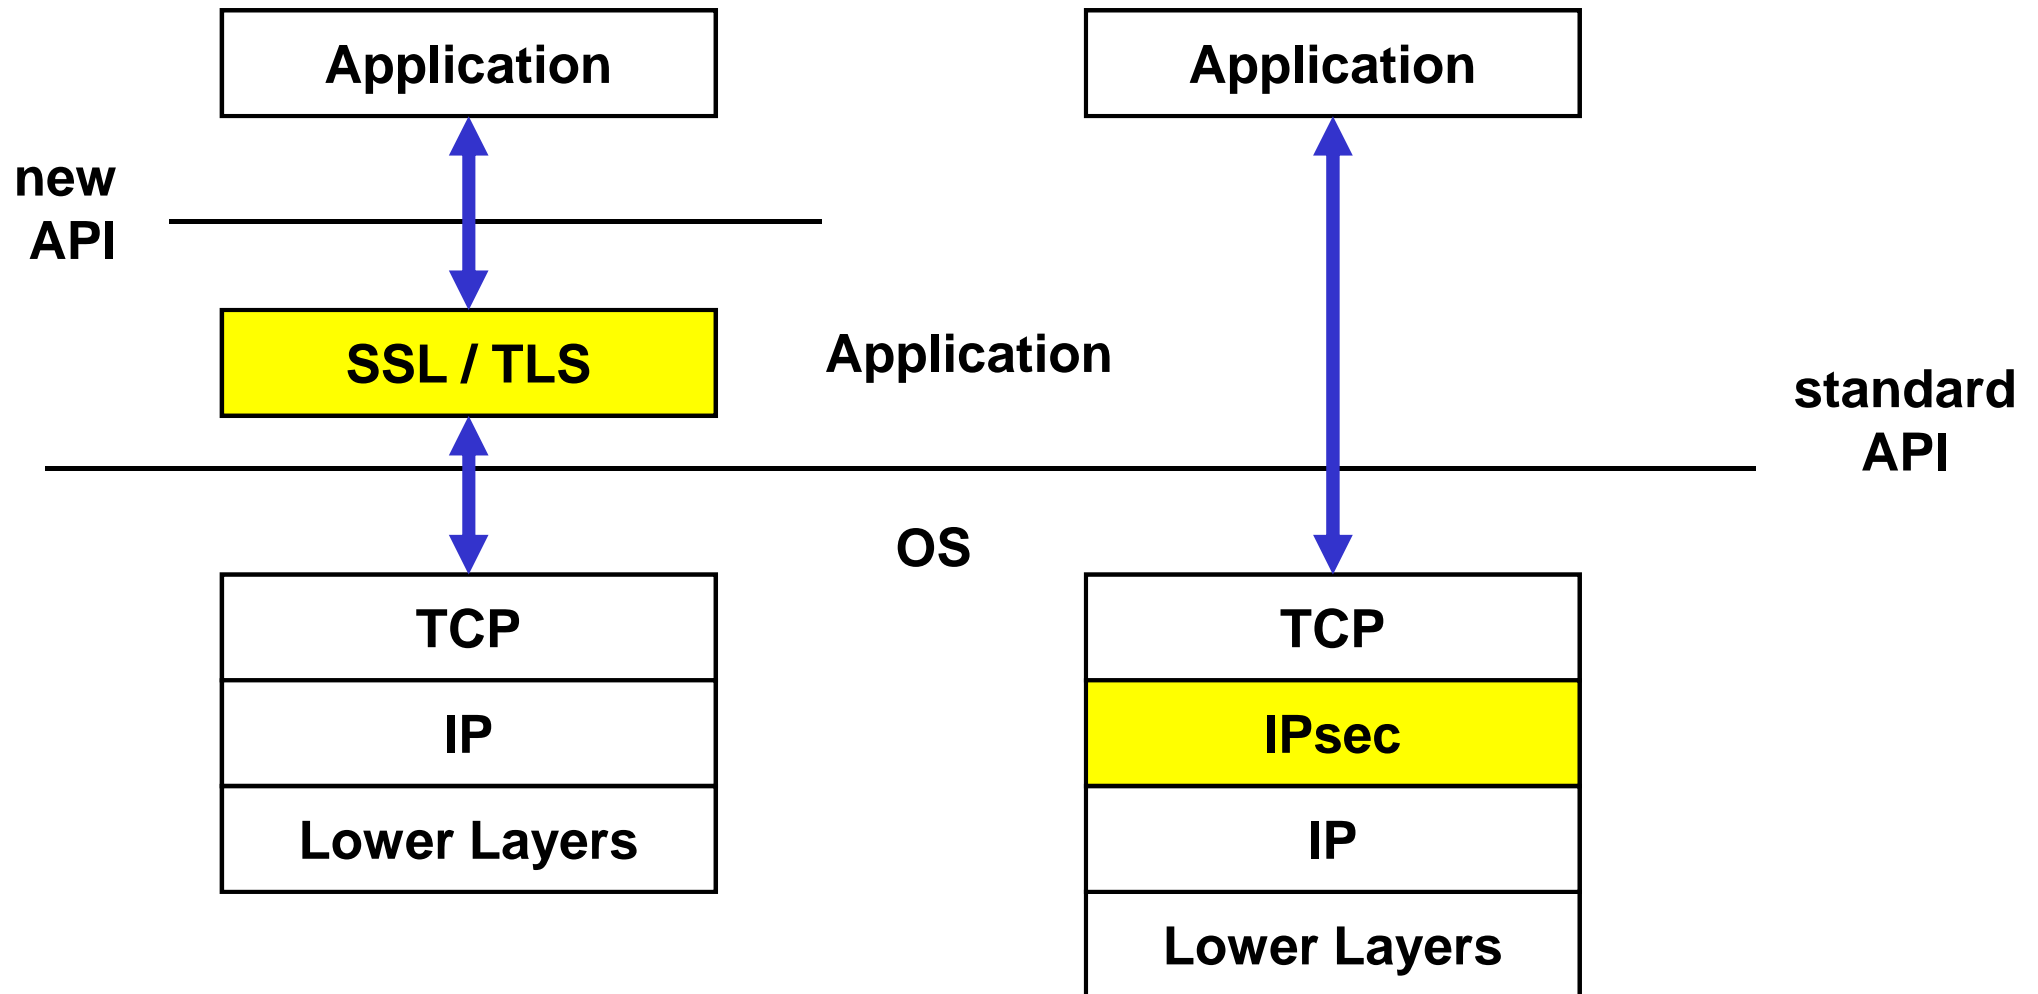 Application
Application
new
API
SSL / TLS
Application
standard
API
OS
TCP
TCP
IP
IPsec
Lower Layers
IP
Lower Layers